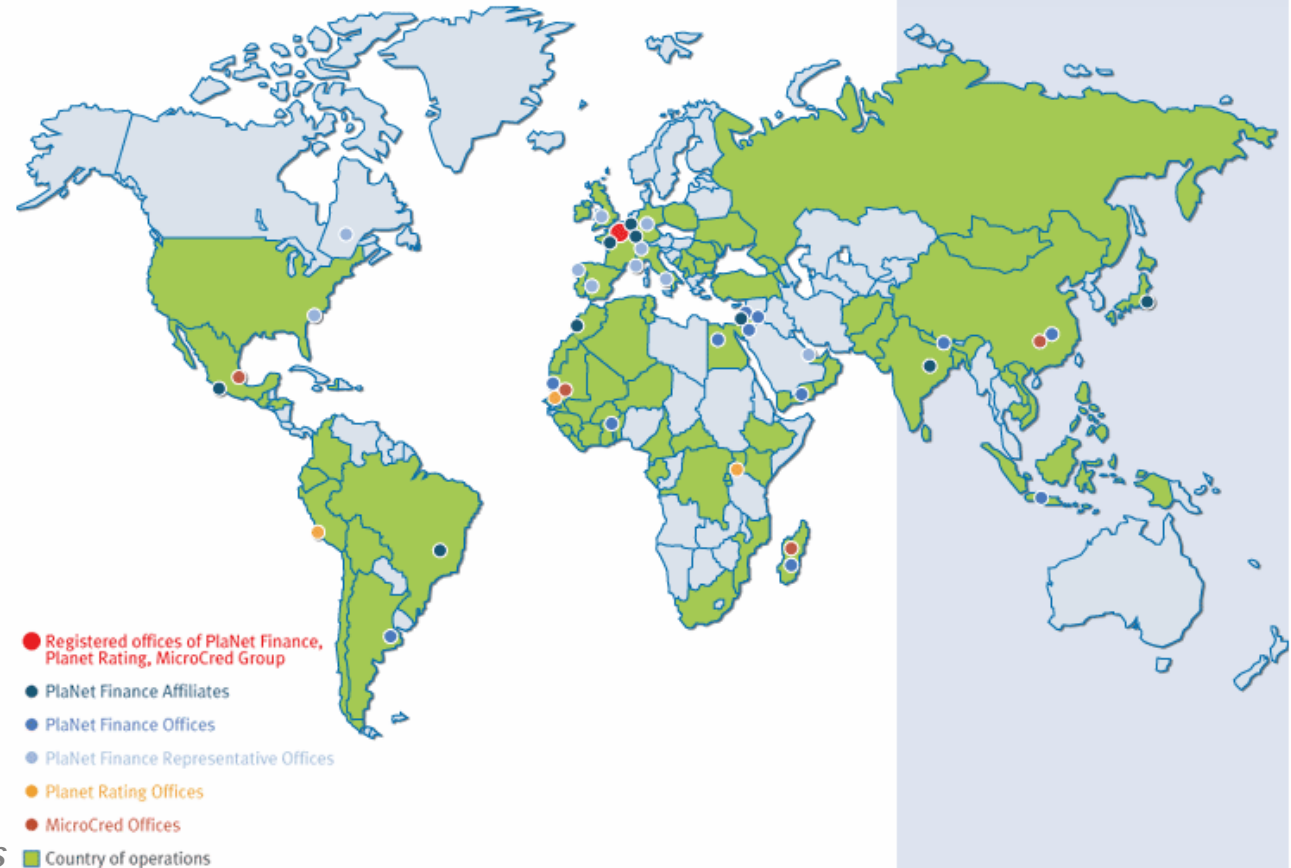 Registered offices of PlaNet Finance,
Planet Rating, MicroCred Group
PlaNet Finance Affiliates
PlaNet Finance Offices
PlaNet Finance Representative Offices
Planet Rating Offices
MicroCred Offices
s
Country of operations